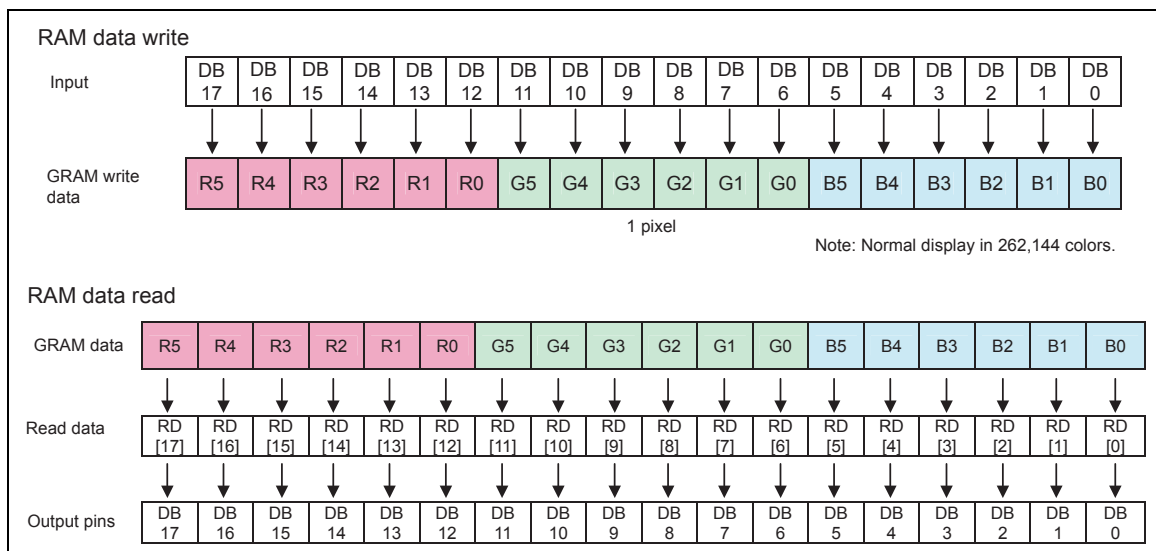 RAM data write
Input DB 17 DB 16 DB 15 DB 14 DB 13 DB 12 DB 11 DB 10 DB 9 DB 8 DB 7 DB 6 DB 5 DB 4 DB 3 DB 2 DB 1 DB 0
GRAM write data R5 R4 R3 R2 R1 R0 G5 G4 G3 G2 G1 G0 B5 B4 B3 B2 B1 B0
1 pixel
Note: Normal display in 262,144 colors.
RAM data read
GRAM data R5 R4 R3 R2 R1 R0 G5 G4 G3 G2 G1 G0 B5 B4 B3 B2 B1 B0
Read data RD [17] RD [16] RD [15] RD [14] RD [13] RD [12] RD [11] RD [10] RD [9] RD [8] RD [7] RD [6] RD [5] RD [4] RD [3] RD [2] RD [1] RD [0]
Output pins DB 17 DB 16 DB 15 DB 14 DB 13 DB 12 DB 11 DB 10 DB 9 DB 8 DB 7 DB 6 DB 5 DB 4 DB 3 DB 2 DB 1 DB 0